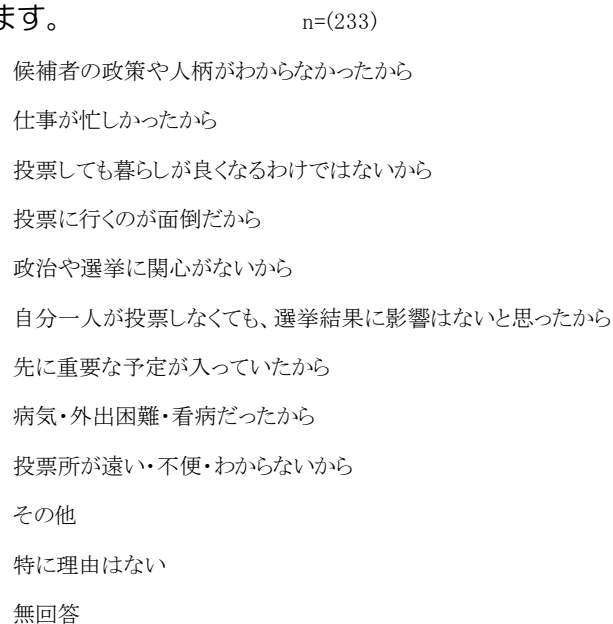 ます。 n=(233)
候補者の政策や人柄がわからなかったから
仕事が忙しかったから
投票しても暮らしが良くなるわけではないから
投票に行くのが面倒だから
政治や選挙に関心がないから
自分一人が投票しなくても、選挙結果に影響はないと思ったから
先に重要な予定が入っていたから
病気・外出困難・看病だったから
投票所が遠い・不便・わからないから
その他
特に理由はない
無回答